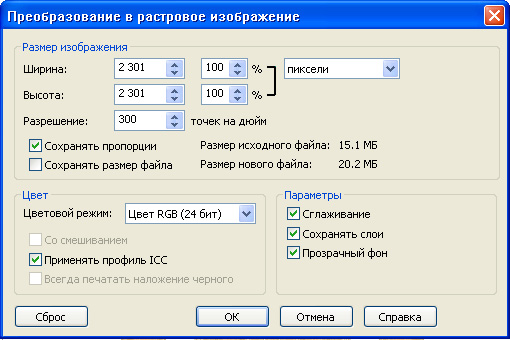 Преобразование в растровое изображение
Размер изображения
Ширина: 2 301 100 % пиксели
Высота: 2 301 100 %
Разрешение: 300 точек на дюйм
Сохранять пропорции Размер исходного файла: 15.1 МБ
Сохранять размер файла Размер нового файла: 20.2 МБ
Цвет
Цветовой режим: Цвет RGB (24 бит)
Со смешиванием
Применять профиль ICC
Всегда печатать наложение черного
Параметры
Сглаживание
Сохранять слои
Прозрачный фон
Сброс ОК Отмена Справка